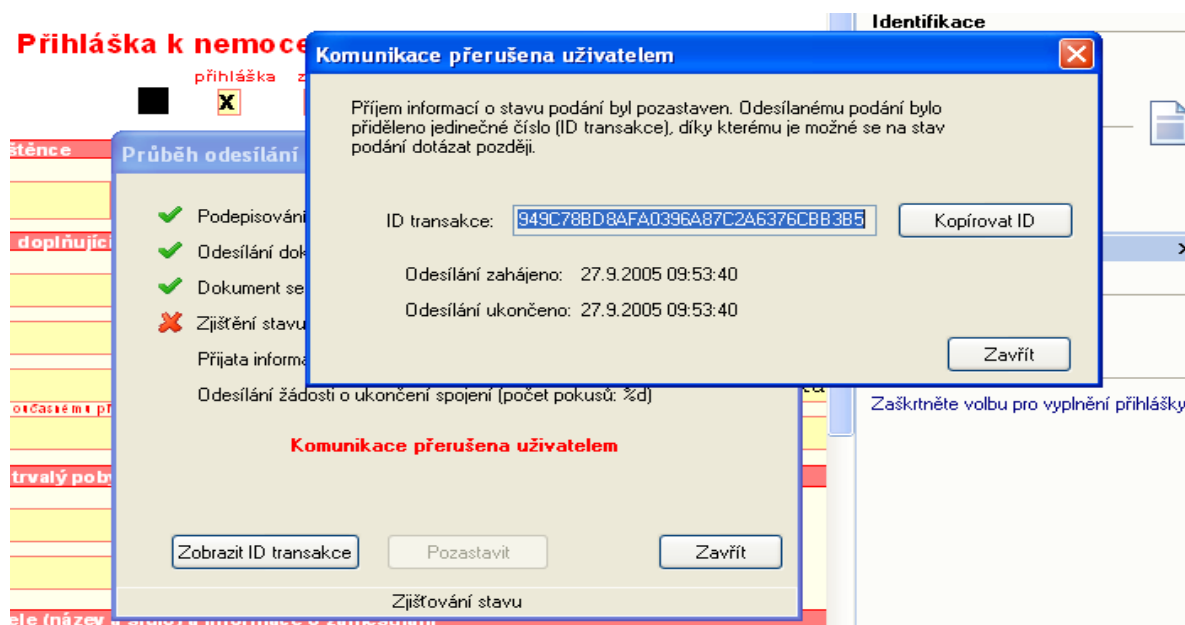 Identifikace
Přihláška k nemoce
přihláška z
X
Komunikace přerušena uživatelem
Příjem informací o stavu podání byl pozastaven. Odesílanému podání bylo
přiděleno jedinečné číslo (ID transakce), díky kterému je možné se na stav
podání dotázat později.
ID transakce: 949C78BD8AFA0396A87C2A6376CBB3B5 Kopírovat ID
Odesílání zahájeno: 27.9.2005 09:53:40
Odesílání ukončeno: 27.9.2005 09:53:40
Zavřít
štěnce
Průběh odesílání
Podepisování
doplňující
Odesílání dok
Dokument se
Zjištění stavu
Přijata informa
Odesílání žádosti o ukončení spojení (počet pokusů: %d)
Zaškrtněte volbu pro vyplnění přihlášky
Komunikace přerušena uživatelem
trvalý poby
Zobrazit ID transakce Pozastavit Zavřít
Zjišťování stavu
ele (název